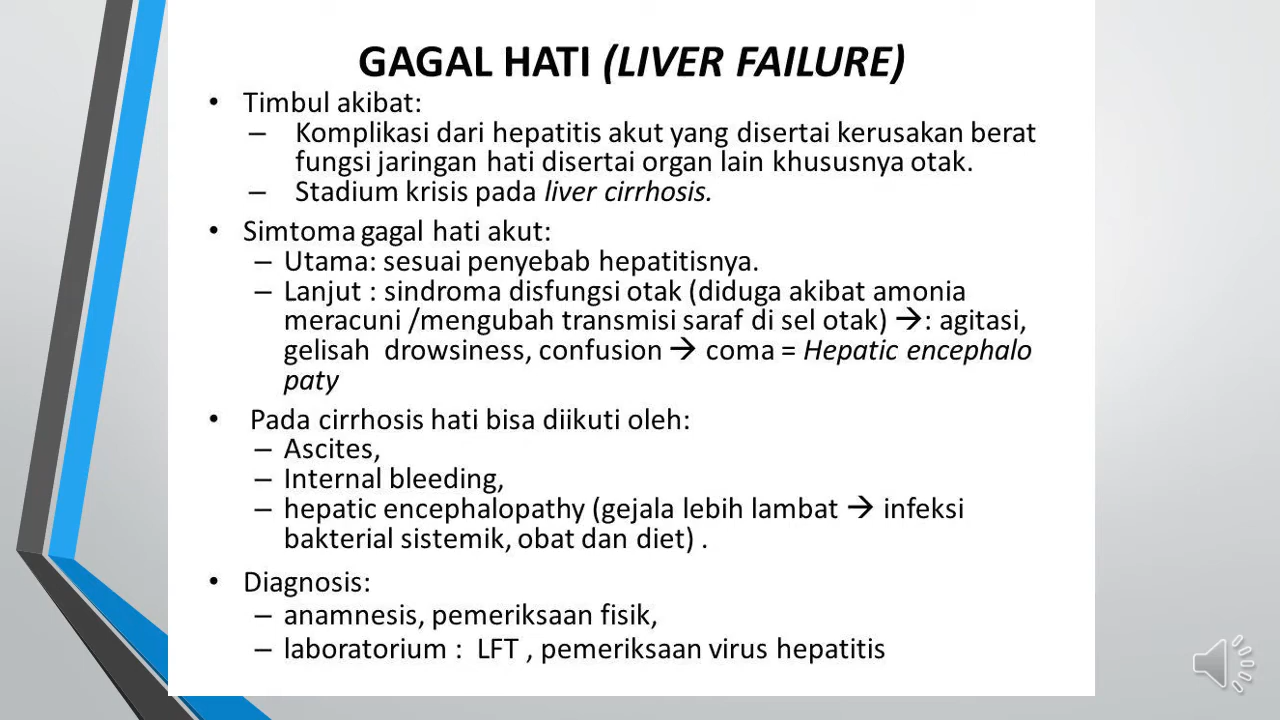 GAGAL HATI (LIVER FAILURE)
• Timbul akibat:
– Komplikasi dari hepatitis akut yang disertai kerusakan berat
fungsi jaringan hati disertai organ lain khususnya otak.
– Stadium krisis pada liver cirrhosis.
• Simtoma gagal hati akut:
– Utama: sesuai penyebab hepatitisnya.
– Lanjut : sindroma disfungsi otak (diduga akibat amonia
meracuni /mengubah transmisi saraf di sel otak) →: agitasi,
gelisah drowsiness, confusion → coma = Hepatic encephalo
paty
• Pada cirrhosis hati bisa diikuti oleh:
– Ascites,
– Internal bleeding,
– hepatic encephalopathy (gejala lebih lambat → infeksi
bakterial sistemik, obat dan diet) .
• Diagnosis:
– anamnesis, pemeriksaan fisik,
– laboratorium : LFT , pemeriksaan virus hepatitis